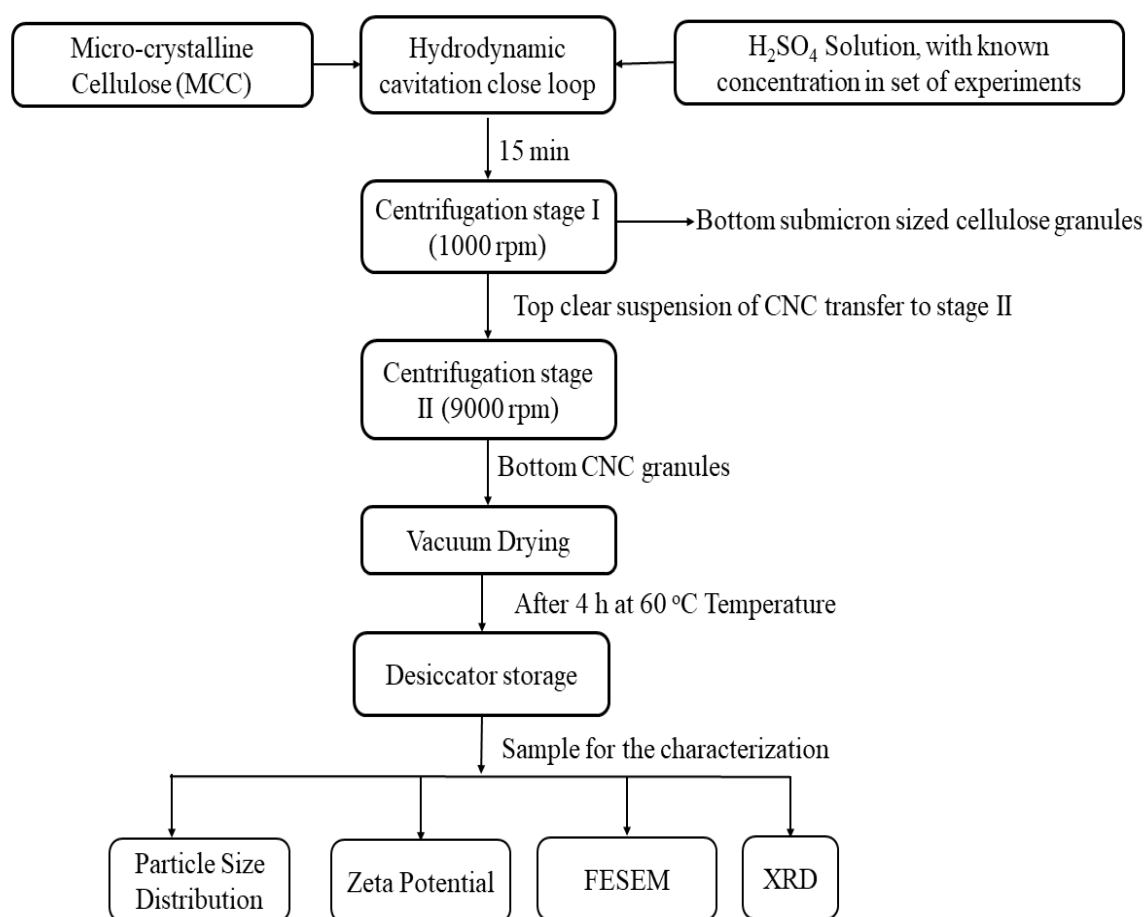 Micro-crystalline
Cellulose (MCC)
Hydrodynamic
cavitation close loop
H₂SO₄ Solution, with known
concentration in set of experiments
15 min
Centrifugation stage I
(1000 rpm)
Bottom submicron sized cellulose granules
Top clear suspension of CNC transfer to stage II
Centrifugation stage
II (9000 rpm)
Bottom CNC granules
Vacuum Drying
After 4 h at 60 ᵒC Temperature
Desiccator storage
Sample for the characterization
Particle Size
Distribution
Zeta Potential
FESEM
XRD